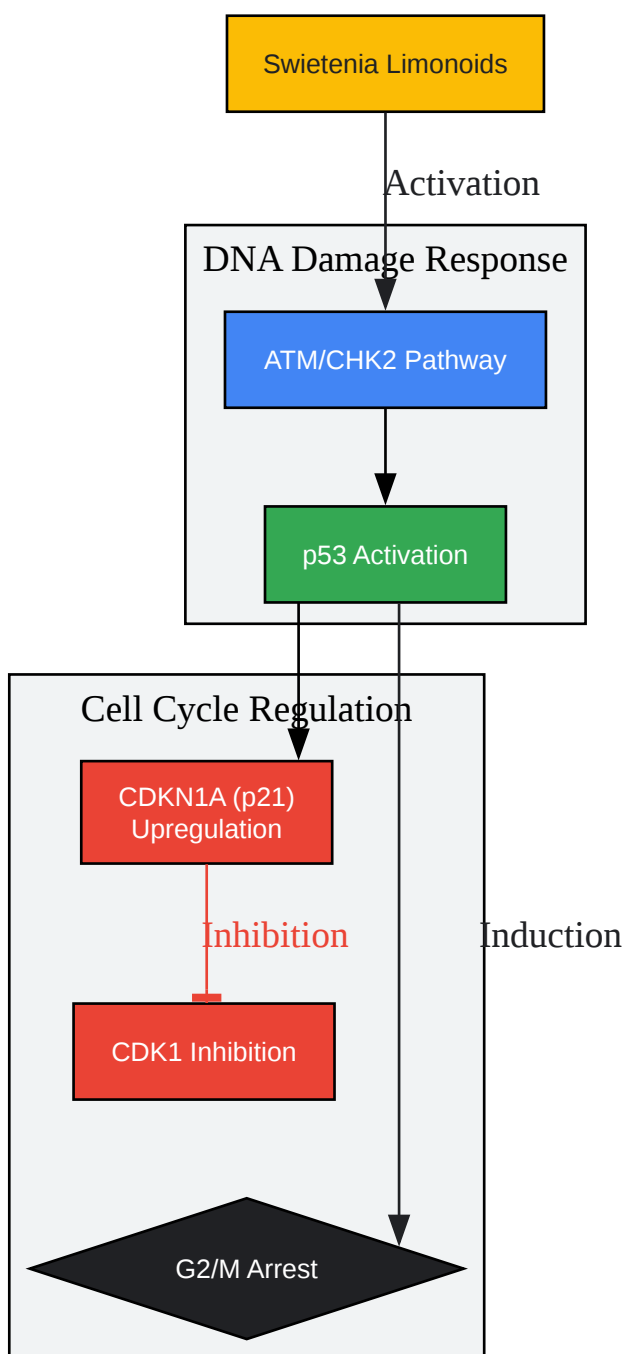 Swietenia Limonoids
Activation
DNA Damage Response
ATM/CHK2 Pathway
p53 Activation
Cell Cycle Regulation
CDKN1A (p21)
Upregulation
Inhibition
Induction
CDK1 Inhibition
G2/M Arrest